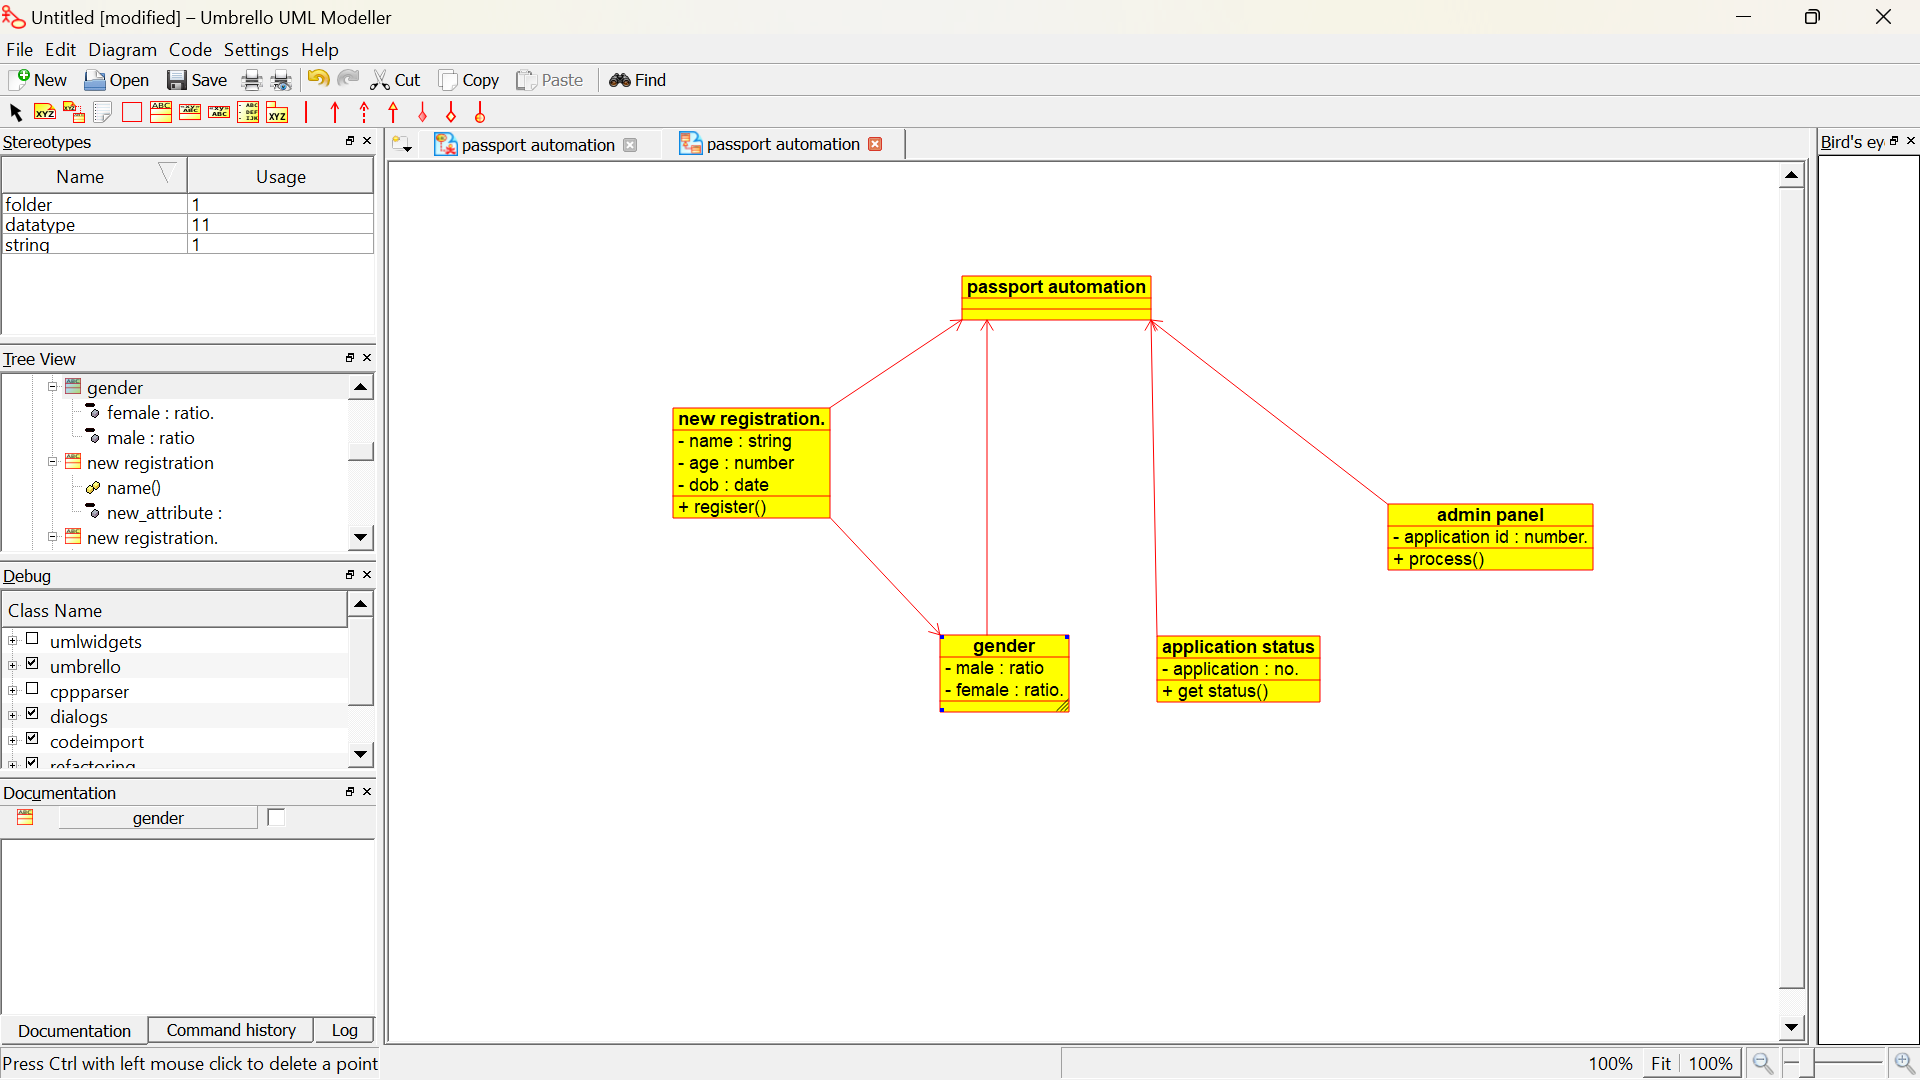 Untitled [modified] – Umbrello UML Modeller
File Edit Diagram Code Settings Help
New Open Save Cut Copy Paste Find
Stereotypes
Name Usage
folder 1
datatype 11
string 1
Tree View
gender
female : ratio.
male : ratio
new registration
name()
new_attribute :
new registration.
Debug
Class Name
umlwidgets
umbrello
cppparser
dialogs
codeimport
refactoring
Documentation
gender
Documentation Command history Log
Press Ctrl with left mouse click to delete a point
passport automation passport automation
passport automation
new registration.
- name : string
- age : number
- dob : date
+ register()
admin panel
- application id : number.
+ process()
gender
- male : ratio
- female : ratio.
application status
- application : no.
+ get status()
Bird's ey
100% Fit 100%